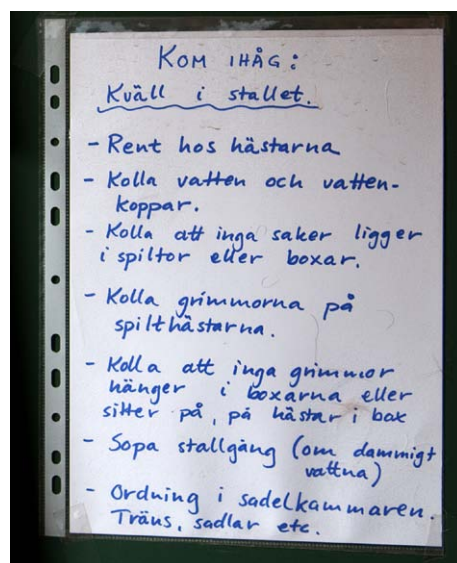 KOM IHÅG:
Kväll i stallet.
- Rent hos hästarna
- Kolla vatten och vatten-
koppar.
- Kolla att inga saker ligger
i spiltor eller boxar.
- Kolla grimmorna på
spilthästarna.
- Kolla att inga grimmor
hänger i boxarna eller
sitter på, på hästar i box
- Sopa stallgång (om dammigt
vattna)
- Ordning i sadelkammaren.
Träns, sadlar etc.